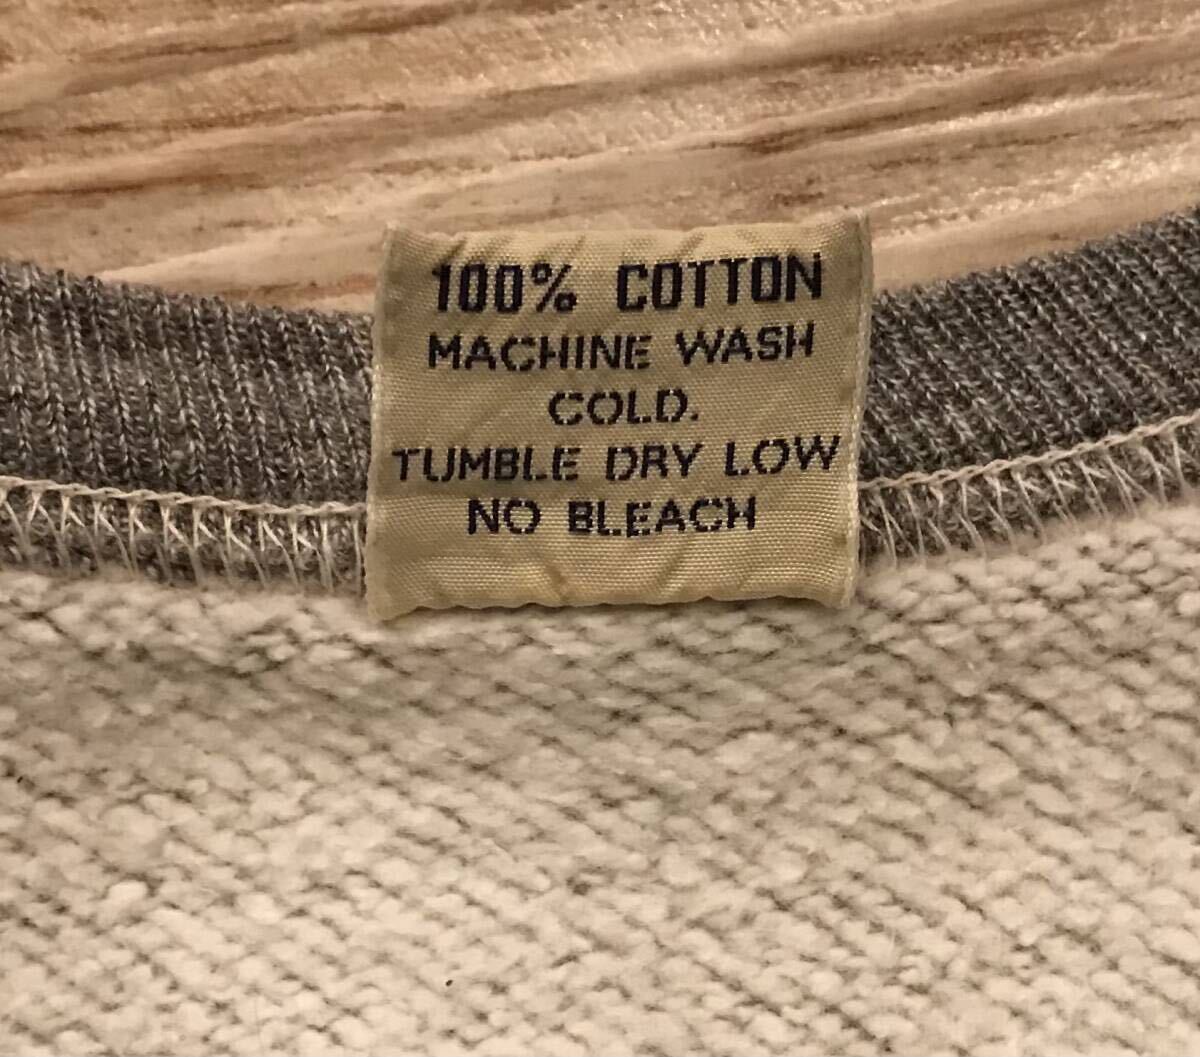 100% COTTON
MACHINE WASH
COLD.
TUMBLE DRY LOW
NO BLEACH